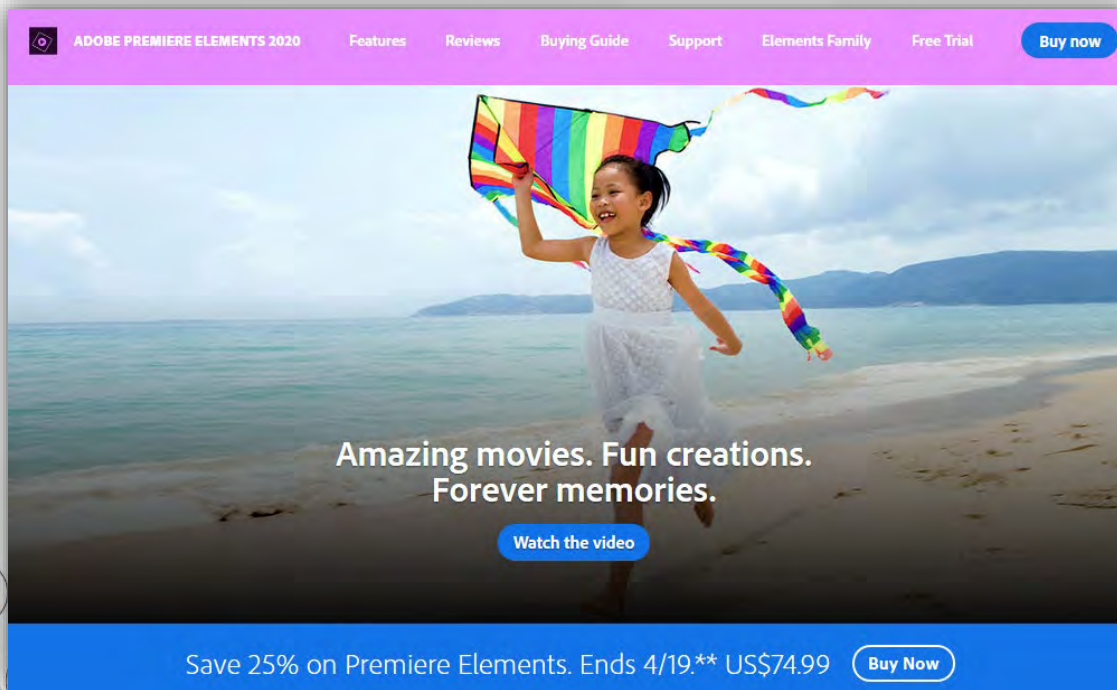 ADOBE PREMIERE ELEMENTS 2020 Features Reviews Buying Guide Support Elements Family Free Trial Buy now
Amazing movies. Fun creations.
Forever memories.
Watch the video
Save 25% on Premiere Elements. Ends 4/19.** US$74.99 Buy Now